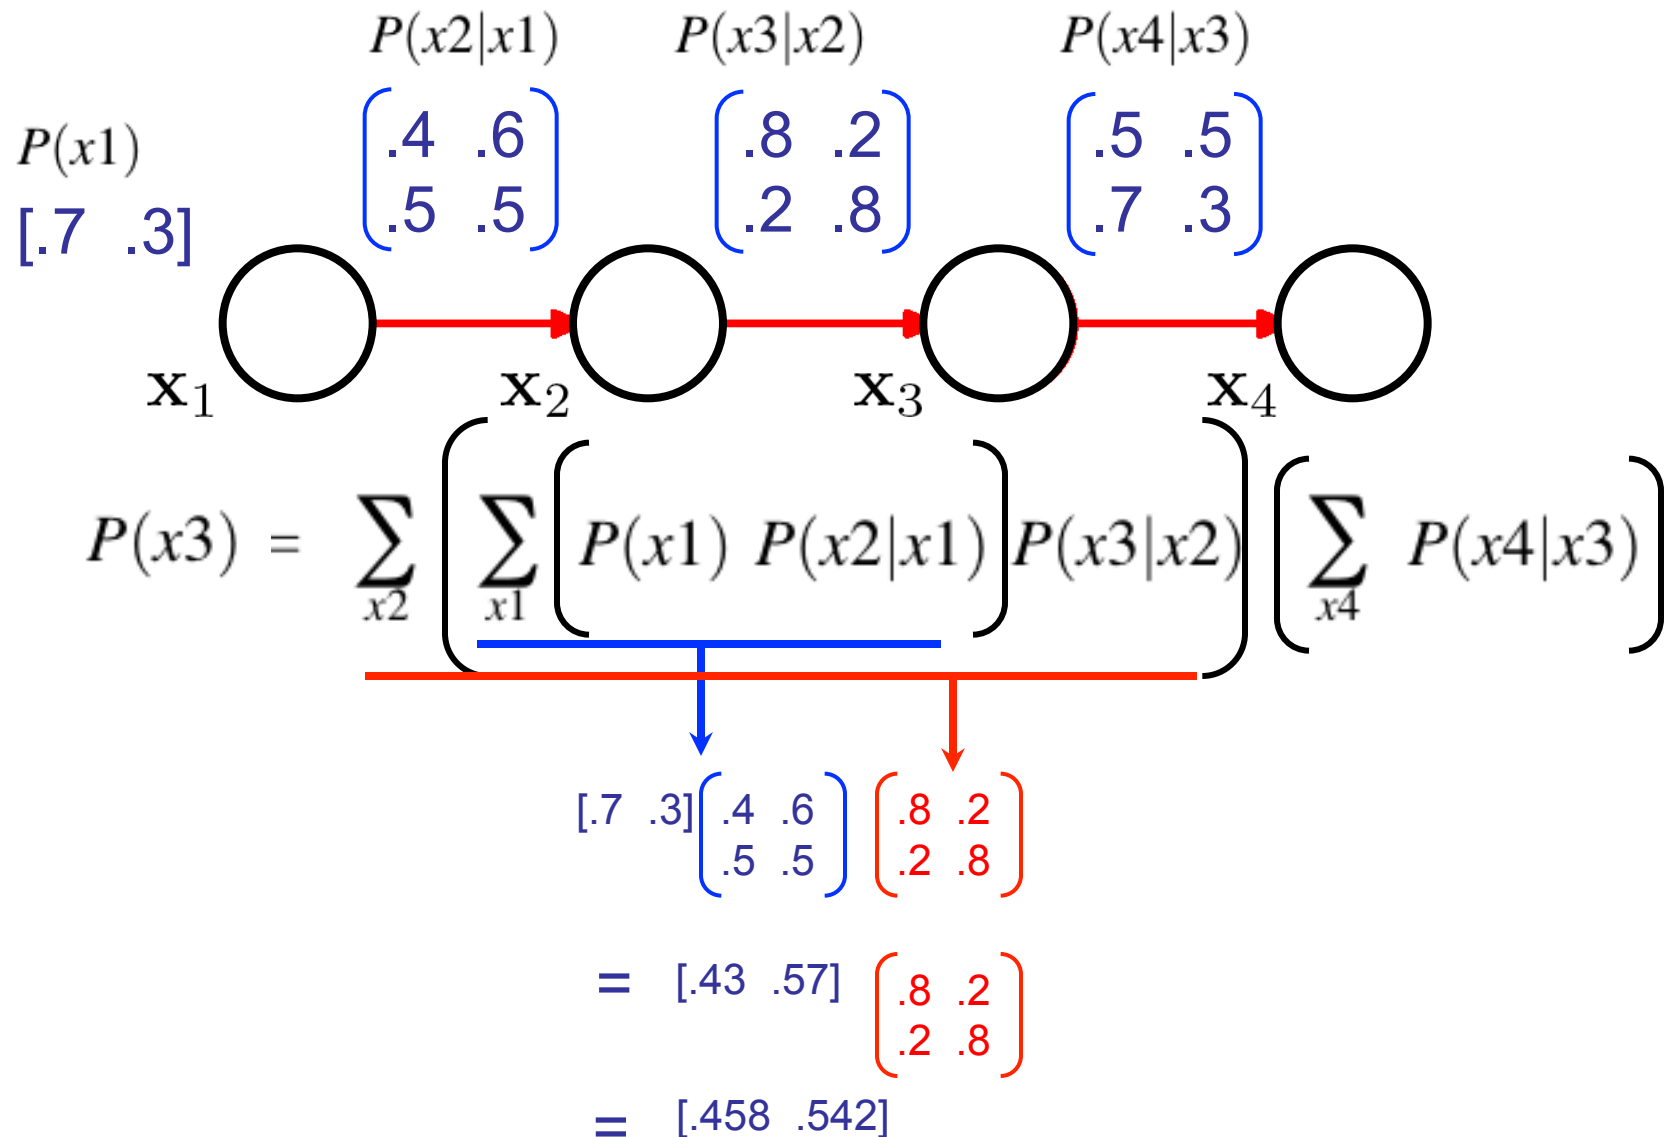 P(x2|x1) P(x3|x2) P(x4|x3)
P(x1)
.4 .6 .8 .2 .5 .5
.5 .5 .2 .8 .7 .3
[.7 .3]
x₁ x₂ x₃ x₄
P(x3) = ∑x2 ( ∑x1 ( P(x1) P(x2|x1) ) P(x3|x2) ) ( ∑x4 P(x4|x3) )
[.7 .3] .4 .6 .8 .2
.5 .5 .2 .8
= [.43 .57] .8 .2
.2 .8
= [.458 .542]